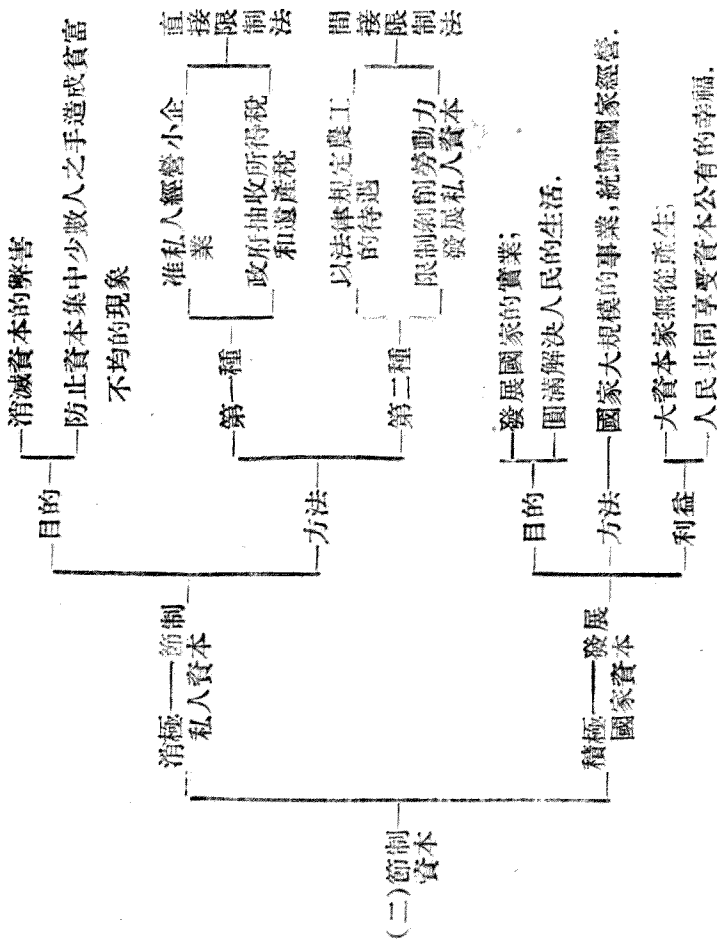 (二)節制
資本
消極——節制
私人資本
目的
消滅資本的弊害
防止資本集中少數人之手造成貧富
不均的現象
方法
第一種
准私人經營小企
業
政府抽收所得稅
和遺產稅
直接限制法
第二種
以法律規定農工
的待遇
限制剝削勞動力
發展私人資本
間接限制法
積極——發展
國家資本
目的
發展國家的實業;
圓滿解決人民的生活.
方法——國家大規模的事業,統歸國家經營.
利益
大資本家無從產生;
人民共同享受資本公有的幸福.